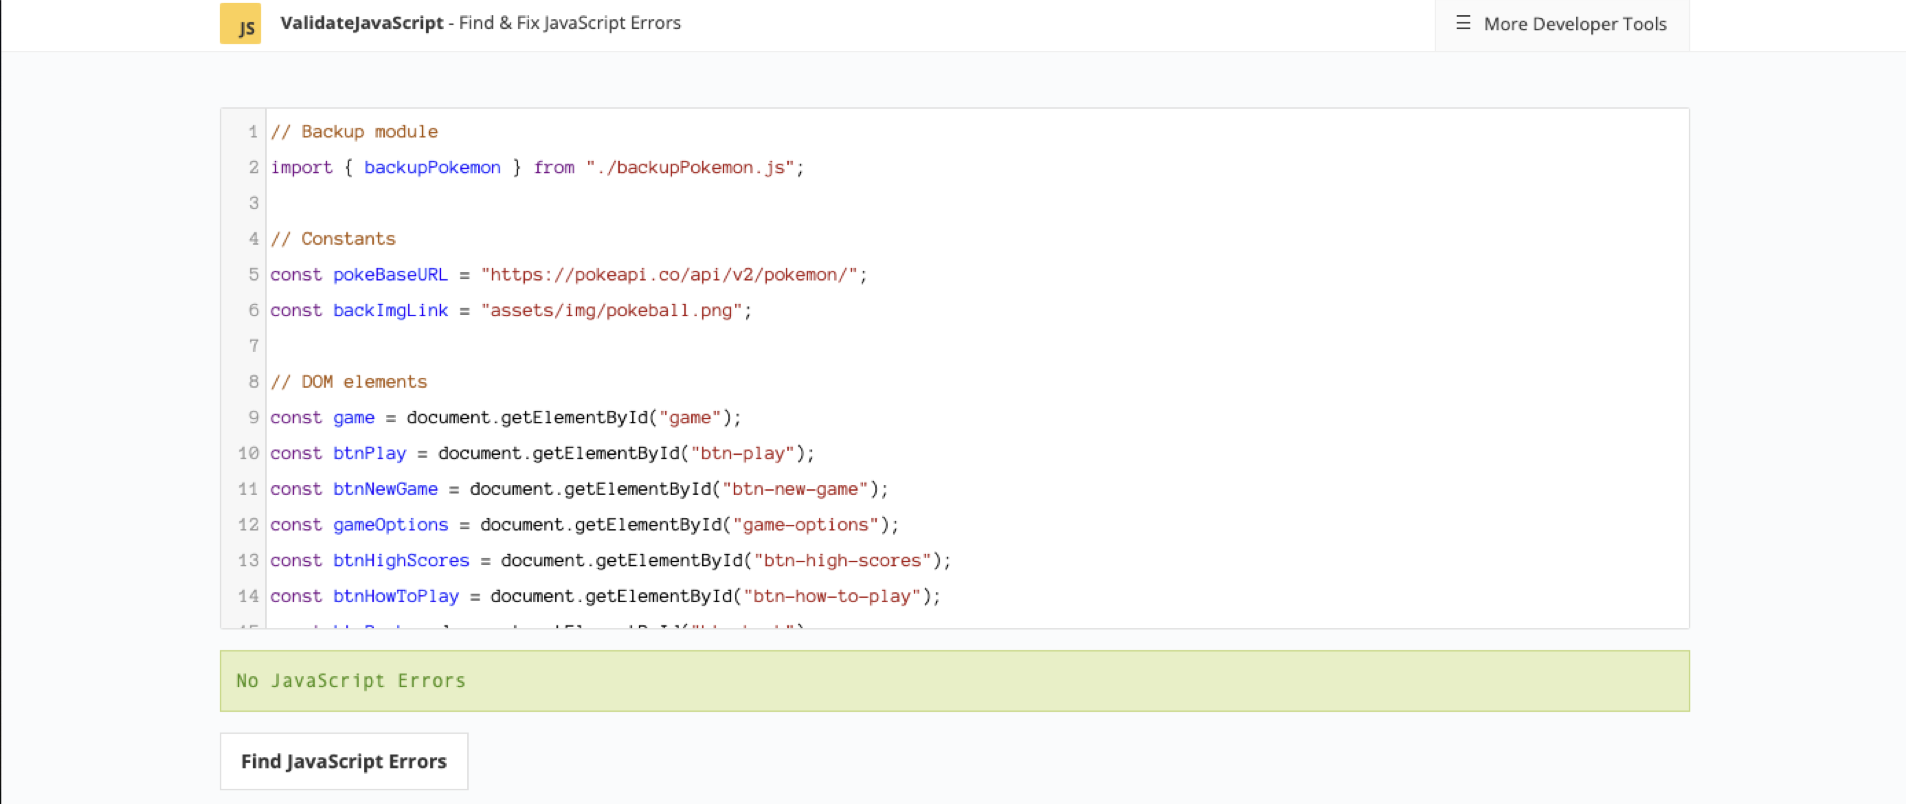 JS ValidateJavaScript - Find & Fix JavaScript Errors
☰ More Developer Tools
1 // Backup module
2 import { backupPokemon } from "./backupPokemon.js";
3
4 // Constants
5 const pokeBaseURL = "https://pokeapi.co/api/v2/pokemon/";
6 const backImgLink = "assets/img/pokeball.png";
7
8 // DOM elements
9 const game = document.getElementById("game");
10 const btnPlay = document.getElementById("btn-play");
11 const btnNewGame = document.getElementById("btn-new-game");
12 const gameOptions = document.getElementById("game-options");
13 const btnHighScores = document.getElementById("btn-high-scores");
14 const btnHowToPlay = document.getElementById("btn-how-to-play");
No JavaScript Errors
Find JavaScript Errors